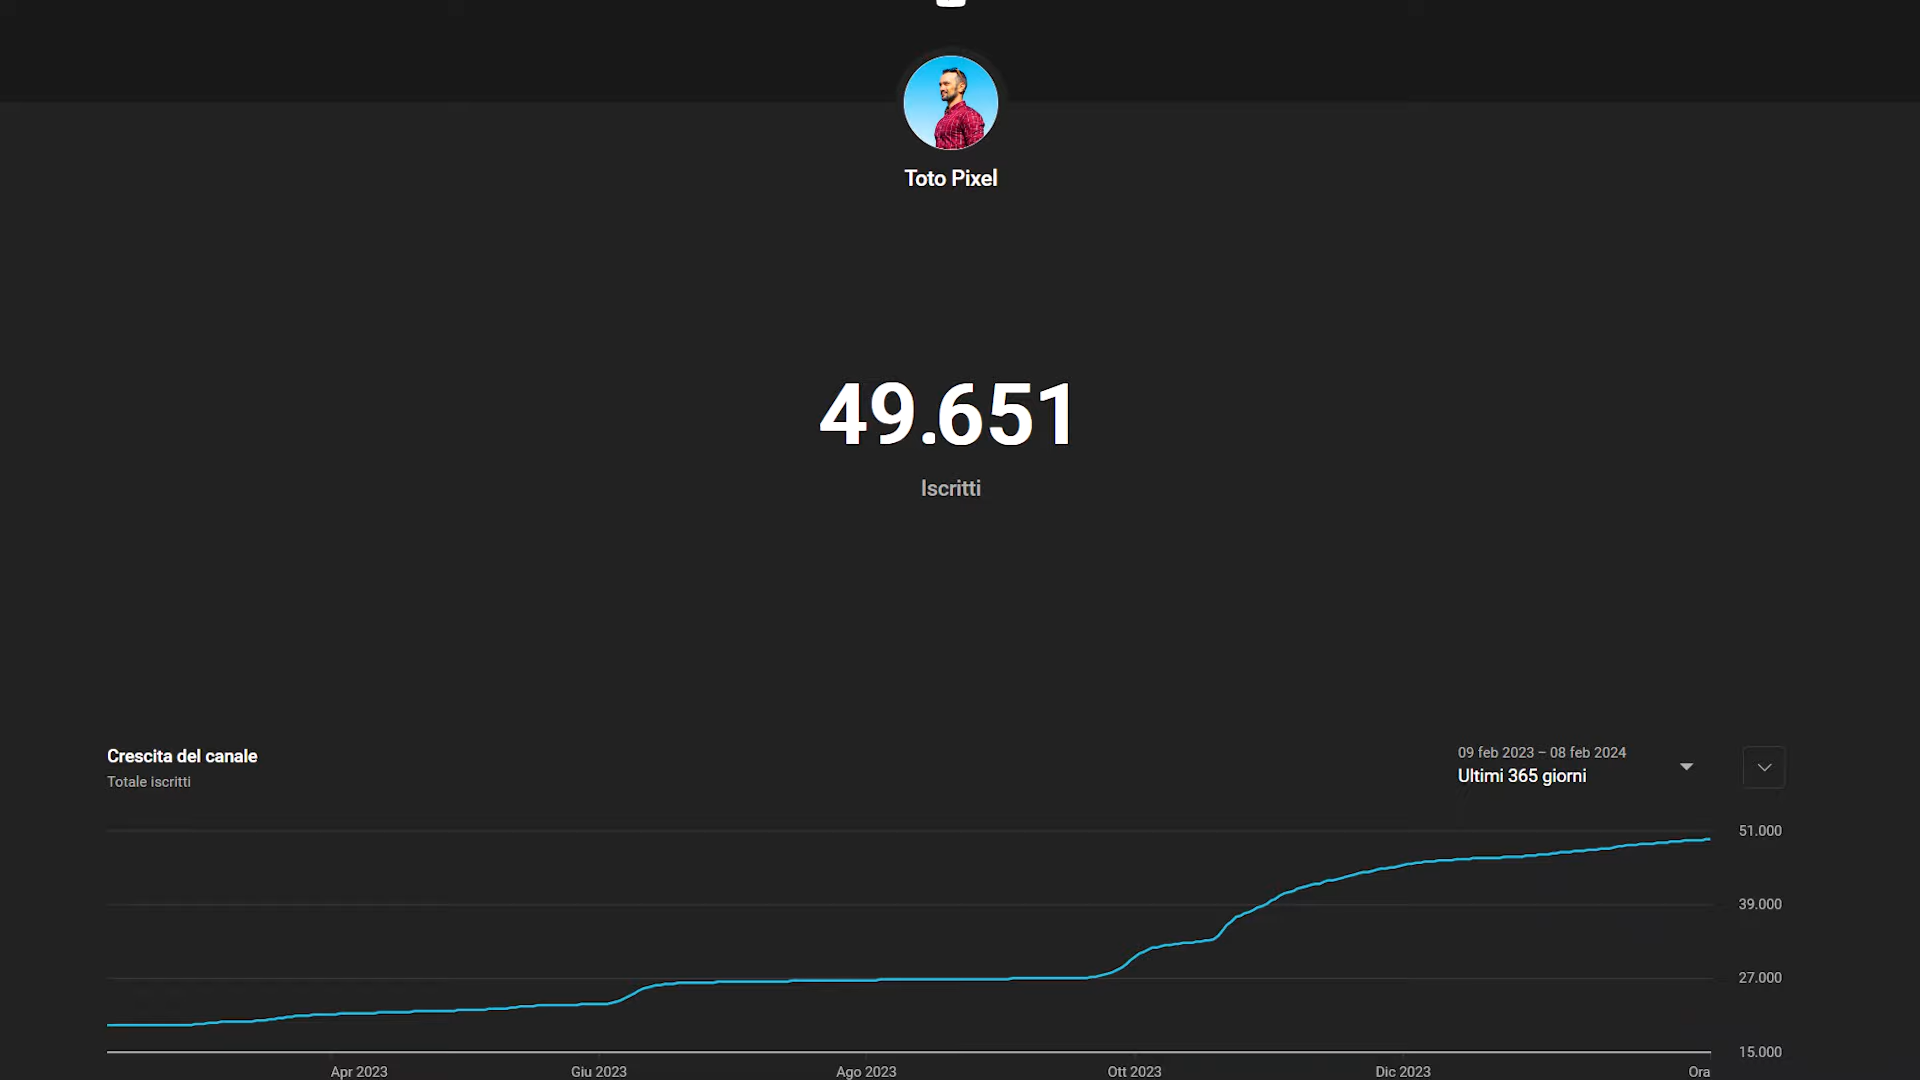 Toto Pixel
49.651
Iscritti
Crescita del canale
Totale iscritti
09 feb 2023 – 08 feb 2024
Ultimi 365 giorni
51.000
39.000
27.000
15.000
Apr 2023
Giu 2023
Ago 2023
Ott 2023
Dic 2023
Ora